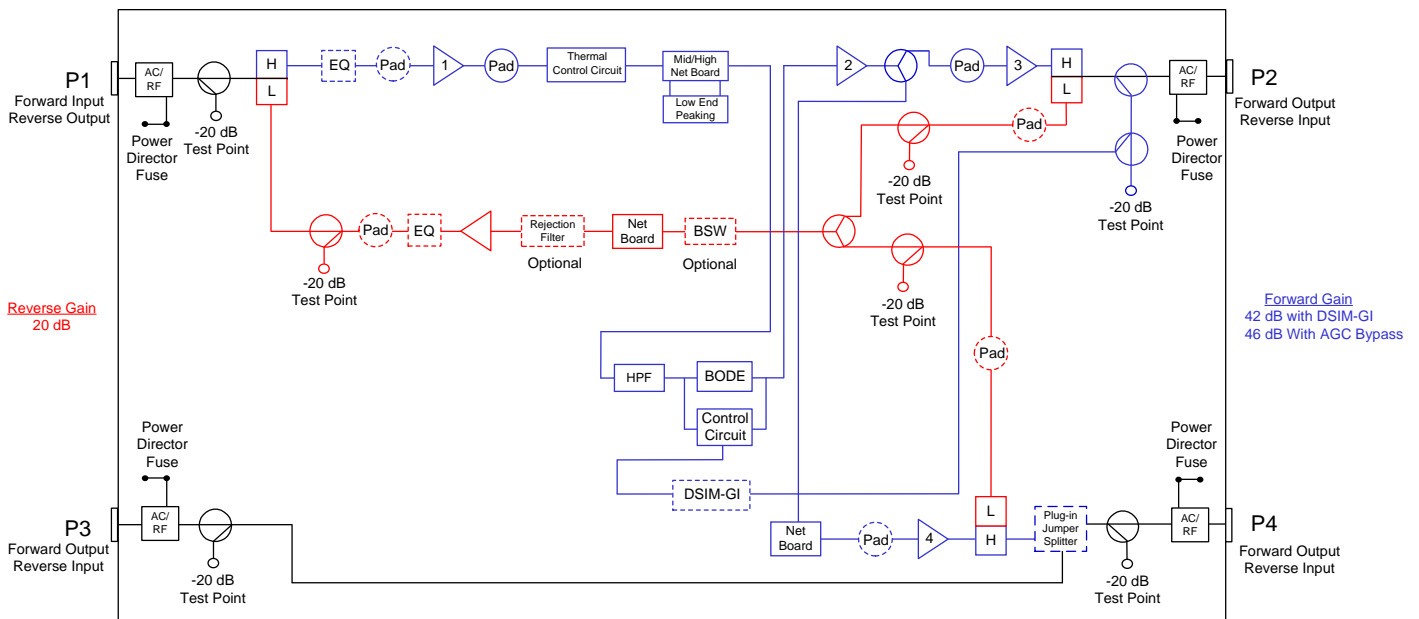 P1
Forward Input
Reverse Output
AC/
RF
Power
Director
Fuse
-20 dB
Test Point
H
L
EQ
Pad
1
Pad
Thermal
Control Circuit
Mid/High
Net Board
Low End
Peaking
2
Pad
3
H
L
AC/
RF
P2
Forward Output
Reverse Input
Power
Director
Fuse
-20 dB
Test Point
Pad
-20 dB
Test Point
-20 dB
Test Point
Pad
EQ
Rejection
Filter
Optional
Net
Board
BSW
Optional
-20 dB
Test Point
Reverse Gain
20 dB
Forward Gain
42 dB with DSIM-GI
46 dB With AGC Bypass
Pad
HPF
BODE
Control
Circuit
DSIM-GI
Power
Director
Fuse
P3
Forward Output
Reverse Input
AC/
RF
-20 dB
Test Point
Net
Board
Pad
4
L
H
Plug-in
Jumper
Splitter
-20 dB
Test Point
Power
Director
Fuse
AC/
RF
P4
Forward Output
Reverse Input